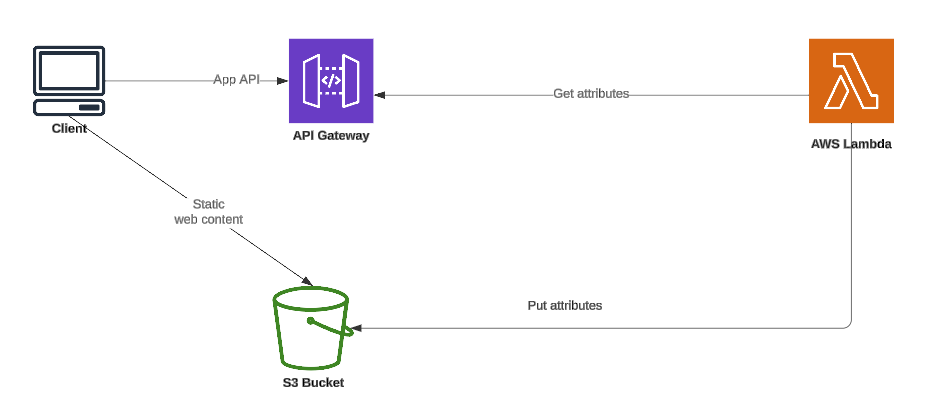 App API
Get attributes
Client
API Gateway
AWS Lambda
Static
web content
Put attributes
S3 Bucket